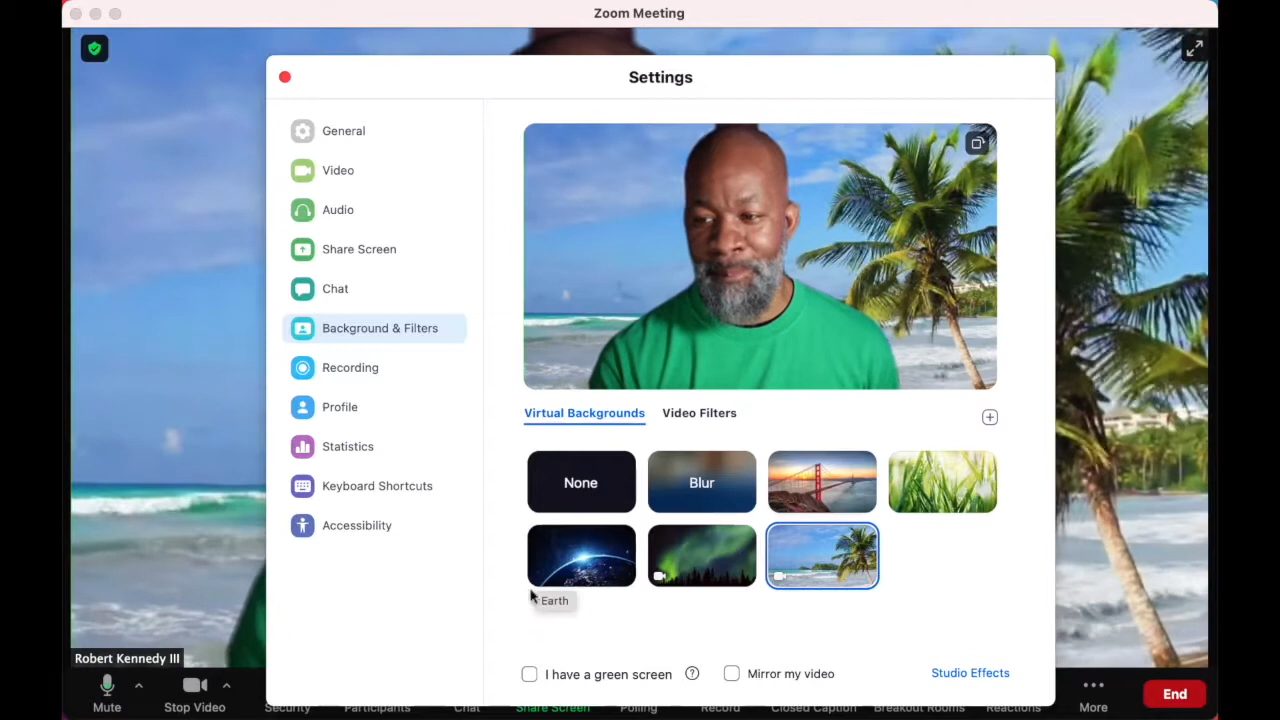 Zoom Meeting
Settings
General
Video
Audio
Share Screen
Chat
Background & Filters
Recording
Profile
Statistics
Keyboard Shortcuts
Accessibility
Virtual Backgrounds
Video Filters
None
Blur
Earth
I have a green screen
?
Mirror my video
Studio Effects
Robert Kennedy III
Mute
Stop Video
Security
Participants
Chat
Share Screen
Polling
Record
Closed Caption
Breakout Rooms
Reactions
More
End